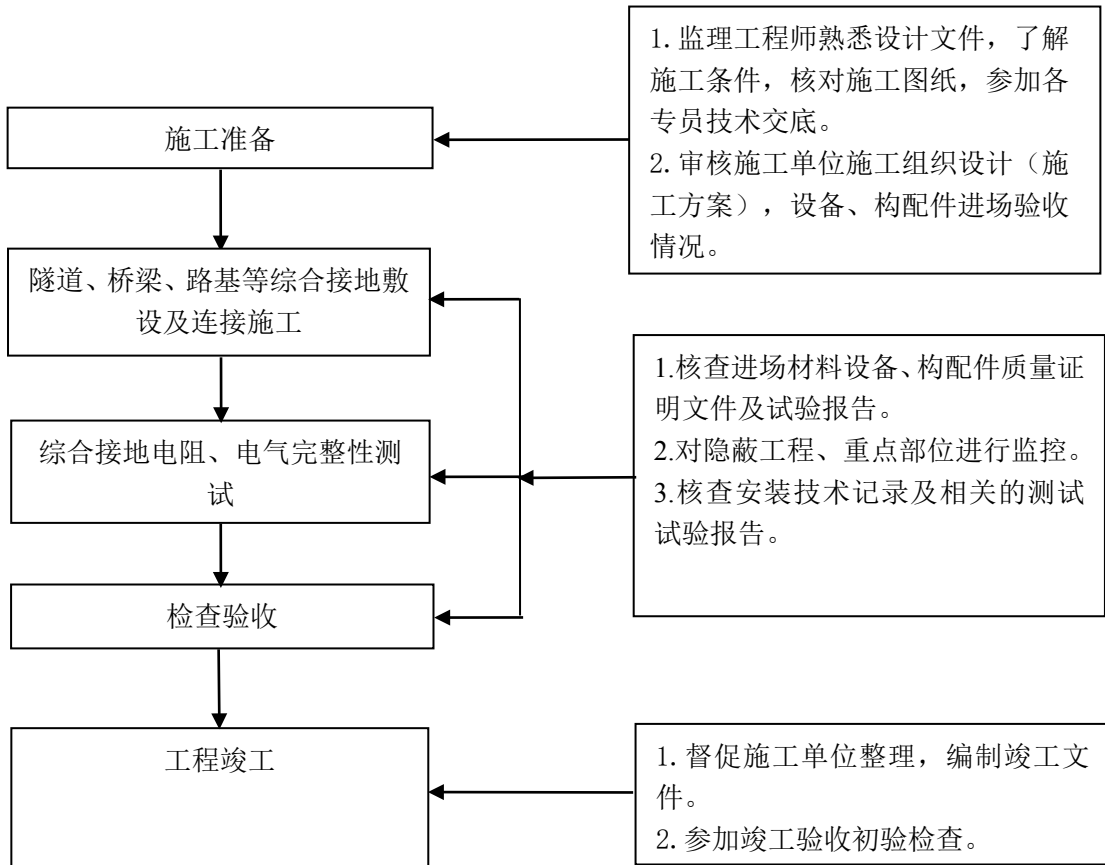 1. 监理工程师熟悉设计文件，了解
施工条件，核对施工图纸，参加各
专员技术交底。
2. 审核施工单位施工组织设计（施
工方案），设备、构配件进场验收
情况。
施工准备
隧道、桥梁、路基等综合接地敷
设及连接施工
1.核查进场材料设备、构配件质量证
明文件及试验报告。
2.对隐蔽工程、重点部位进行监控。
3.核查安装技术记录及相关的测试
试验报告。
综合接地电阻、电气完整性测
试
检查验收
工程竣工
1. 督促施工单位整理，编制竣工文
件。
2. 参加竣工验收初验检查。